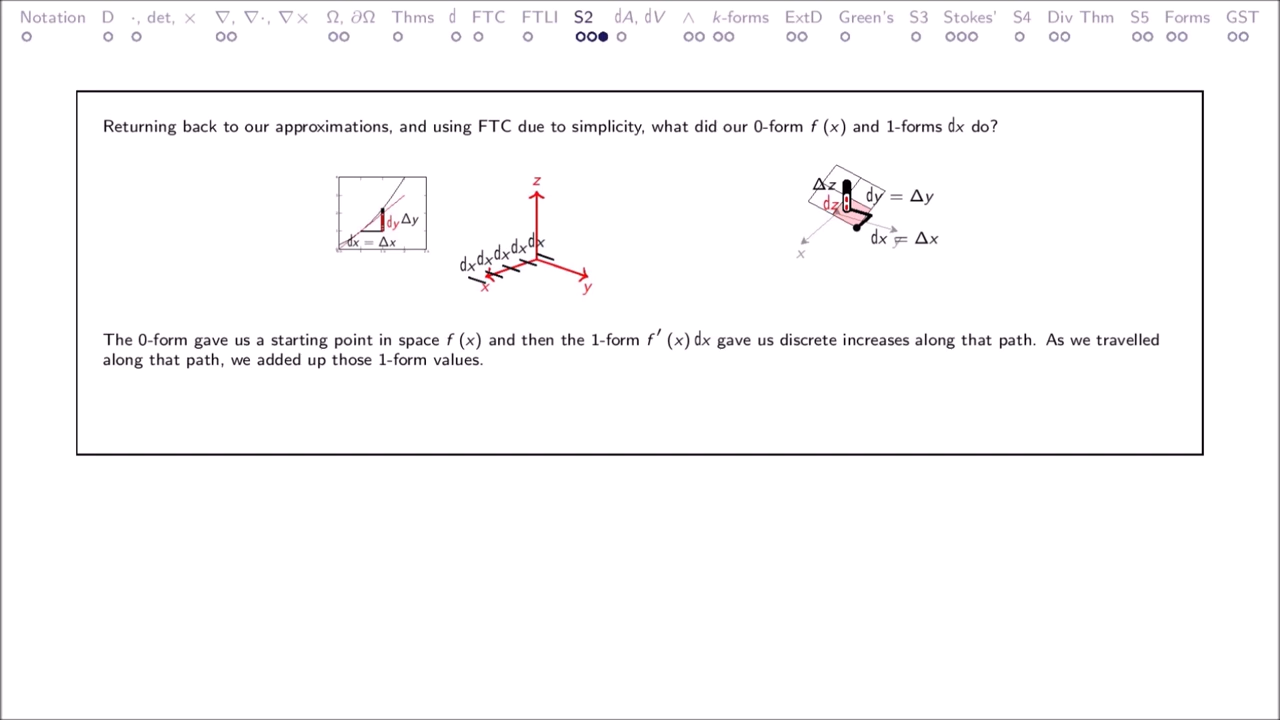 Notation D ·, det, × ∇, ∇·, ∇× Ω, ∂Ω Thms d FTC FTLI S2 dA, dV ∧ k-forms ExtD Green's S3 Stokes' S4 Div Thm S5 Forms GST
Returning back to our approximations, and using FTC due to simplicity, what did our 0-form f (x) and 1-forms dx do?
dy Δy
dx = Δx
z
dx dx dx dx dx
x
y
Δz
dy = Δy
dz
dx = Δx
x
The 0-form gave us a starting point in space f (x) and then the 1-form f′ (x) dx gave us discrete increases along that path. As we travelled
along that path, we added up those 1-form values.